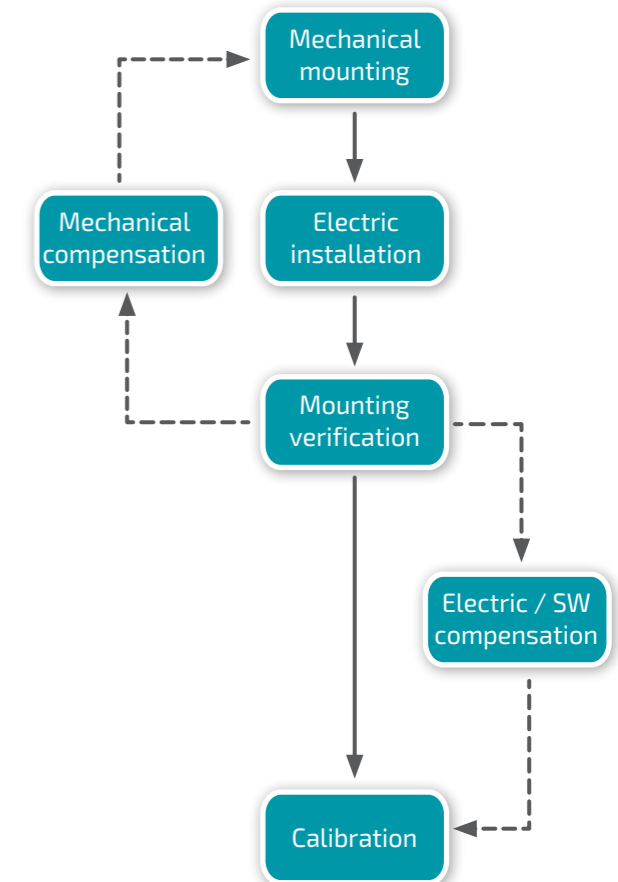 Mechanical
mounting
Mechanical
compensation
Electric
installation
Mounting
verification
Electric / SW
compensation
Calibration